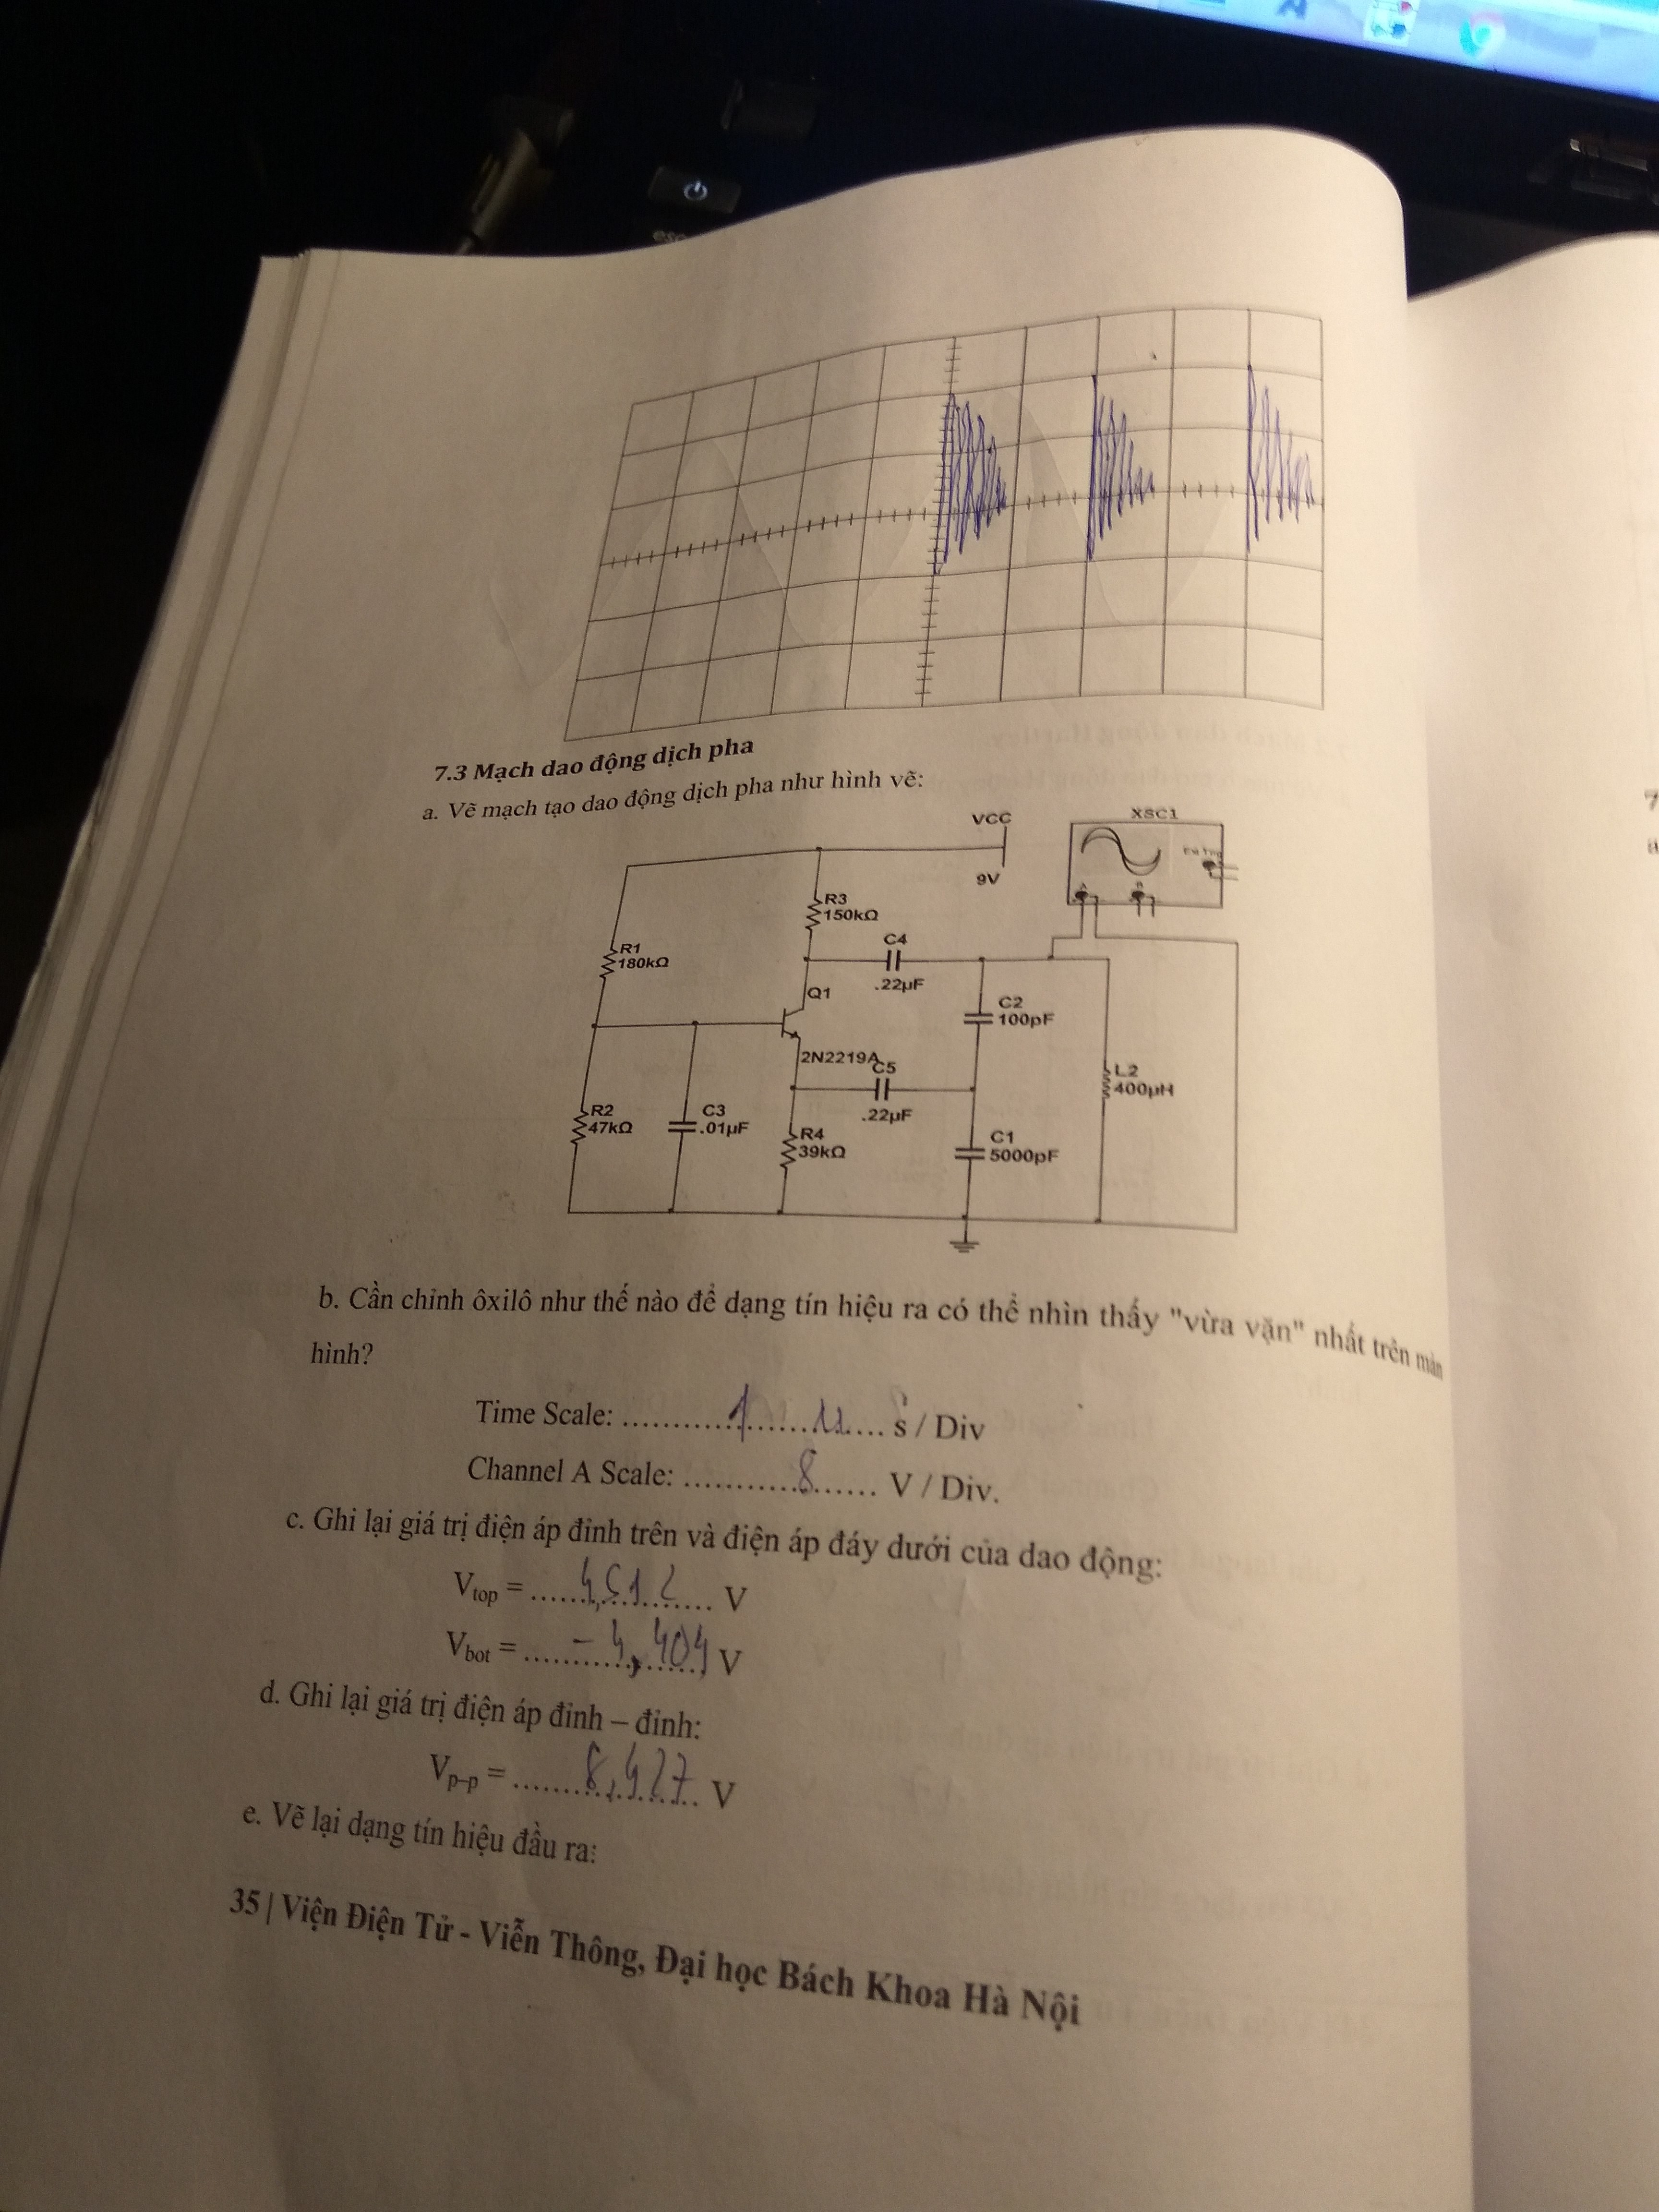 esc
7.3 Mạch dao động dịch pha
a. Vẽ mạch tạo dao động dịch pha như hình vẽ:
VCC
9V
XSC1
R3
150kΩ
R1
180kΩ
C4
.22µF
Q1
2N2219A
C2
100pF
C5
.22µF
L2
400µH
R2
47kΩ
C3
.01µF
R4
39kΩ
C1
5000pF
b. Cần chỉnh ôxilô như thế nào để dạng tín hiệu ra có thể nhìn thấy "vừa vặn" nhất trên màn
hình?
Time Scale: ........1........u.... s / Div
Channel A Scale: ............8...... V / Div.
c. Ghi lại giá trị điện áp đỉnh trên và điện áp đáy dưới của dao động:
Vtop = ......4,512...... V
Vbot = ......-4,404...... V
d. Ghi lại giá trị điện áp đỉnh – đỉnh:
Vp–p = ......8,427...... V
e. Vẽ lại dạng tín hiệu đầu ra:
35 | Viện Điện Tử - Viễn Thông, Đại học Bách Khoa Hà Nội